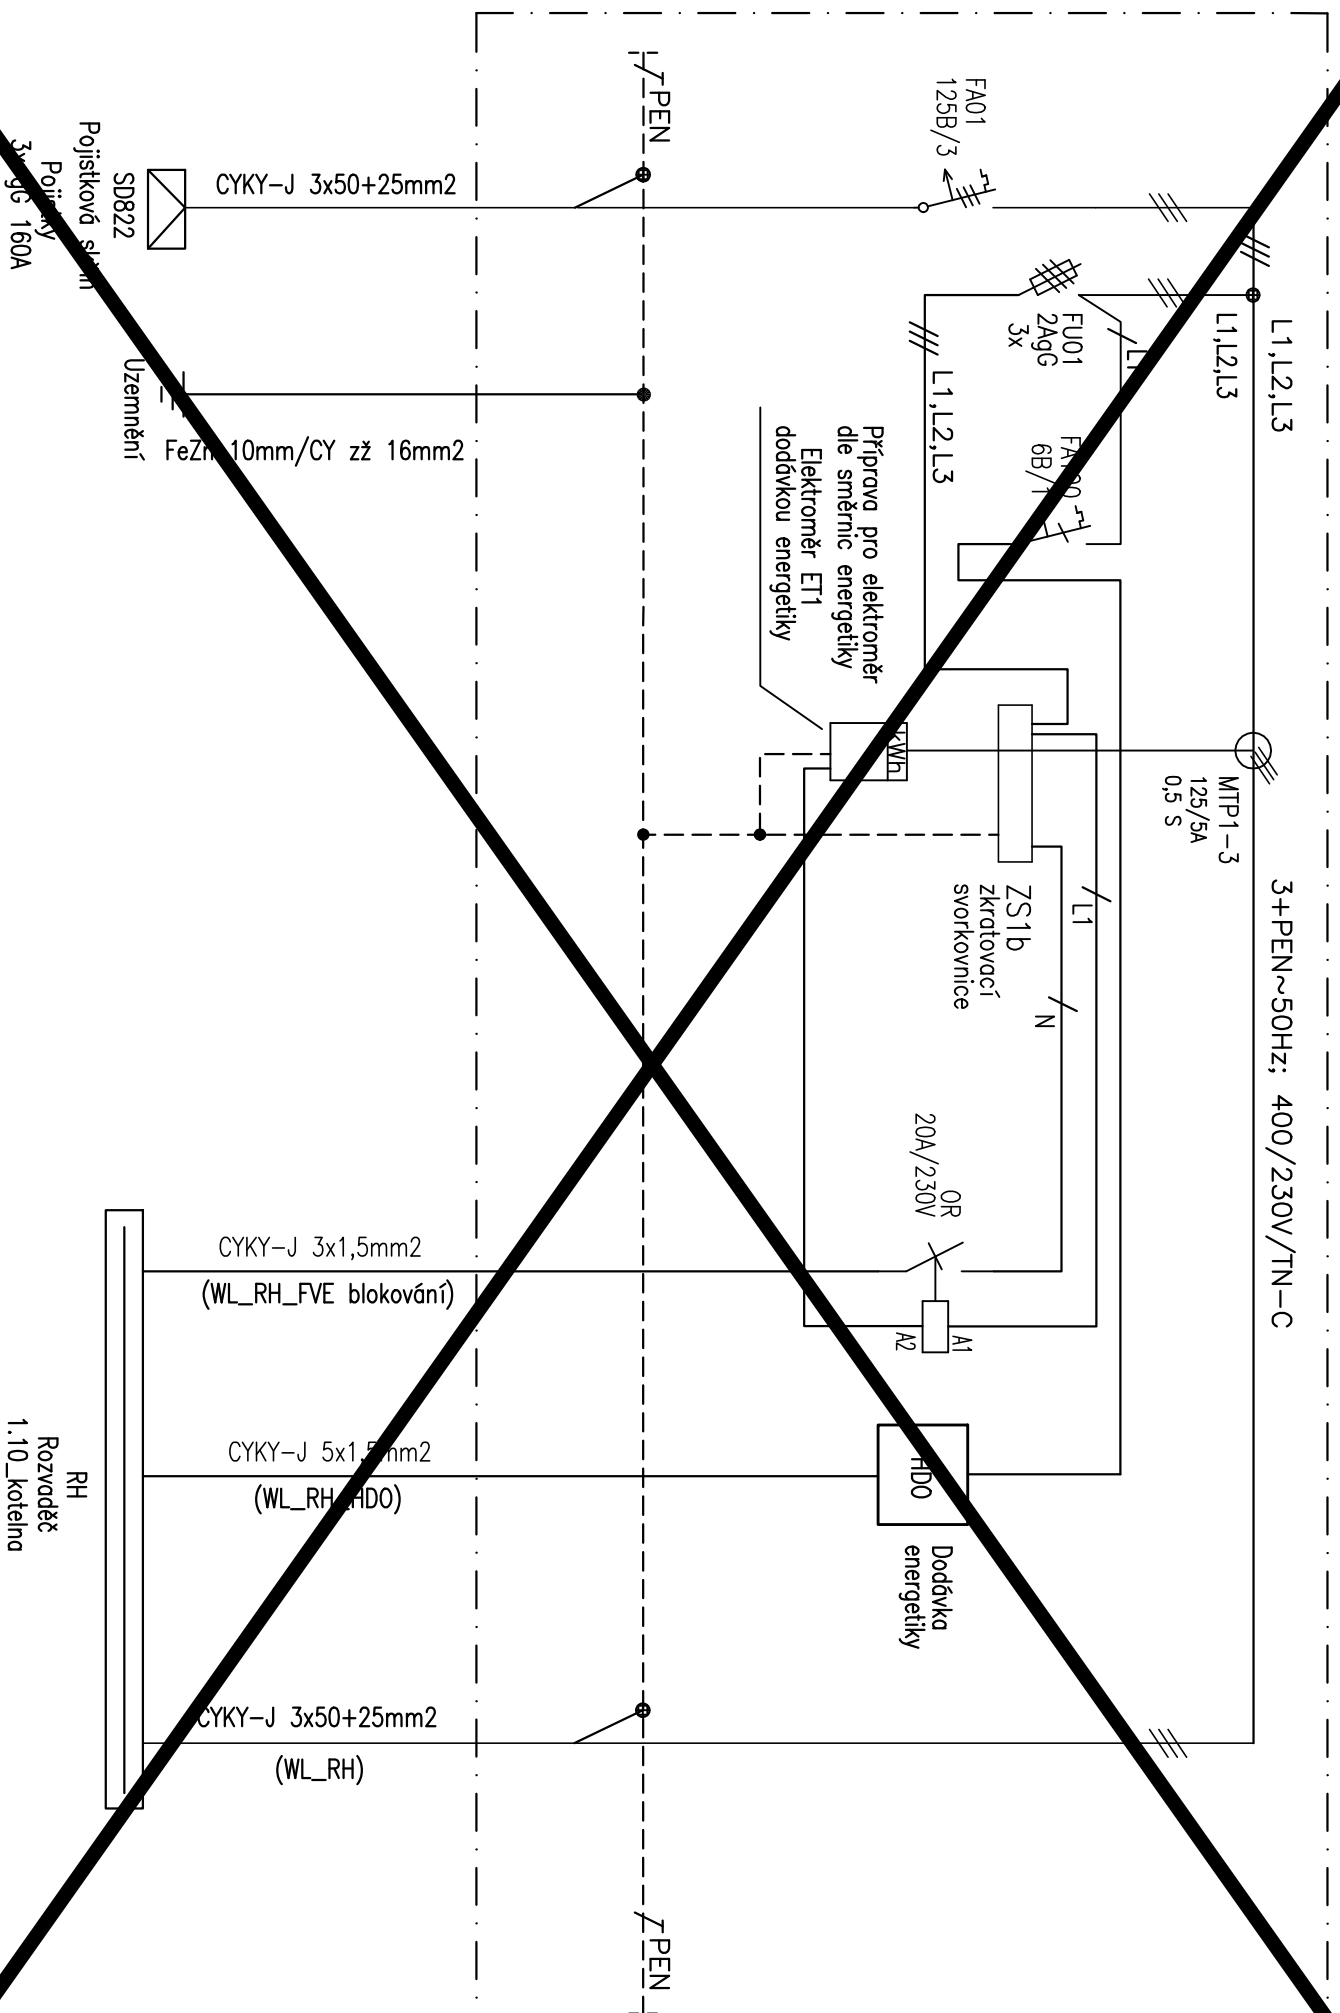 3+PEN~50Hz; 400/230V/TN-C
L1,L2,L3
L1,L2,L3
PEN
FA01
125B/3
FU01
2AgG
3x
L1,L2,L3
6B/1
MTP1-3
125/5A
0,5 S
L1
N
ZS1b
zkratovací
svorkovnice
kWh
Příprava pro elektroměr
dle směrnic energetiky
Elektroměr ET1
dodávkou energetiky
OR
20A/230V
A1
A2
HDO
Dodávka
energetiky
PEN
CYKY-J 3x50+25mm2
SD822
Pojistková skříň
Pojistky
3x gG 160A
FeZn 10mm/CY zž 16mm2
Uzemnění
CYKY-J 3x1,5mm2
(WL_RH_FVE blokování)
CYKY-J 5x1,5mm2
(WL_RH_HDO)
CYKY-J 3x50+25mm2
(WL_RH)
RH
Rozvaděč
1.10_kotelna